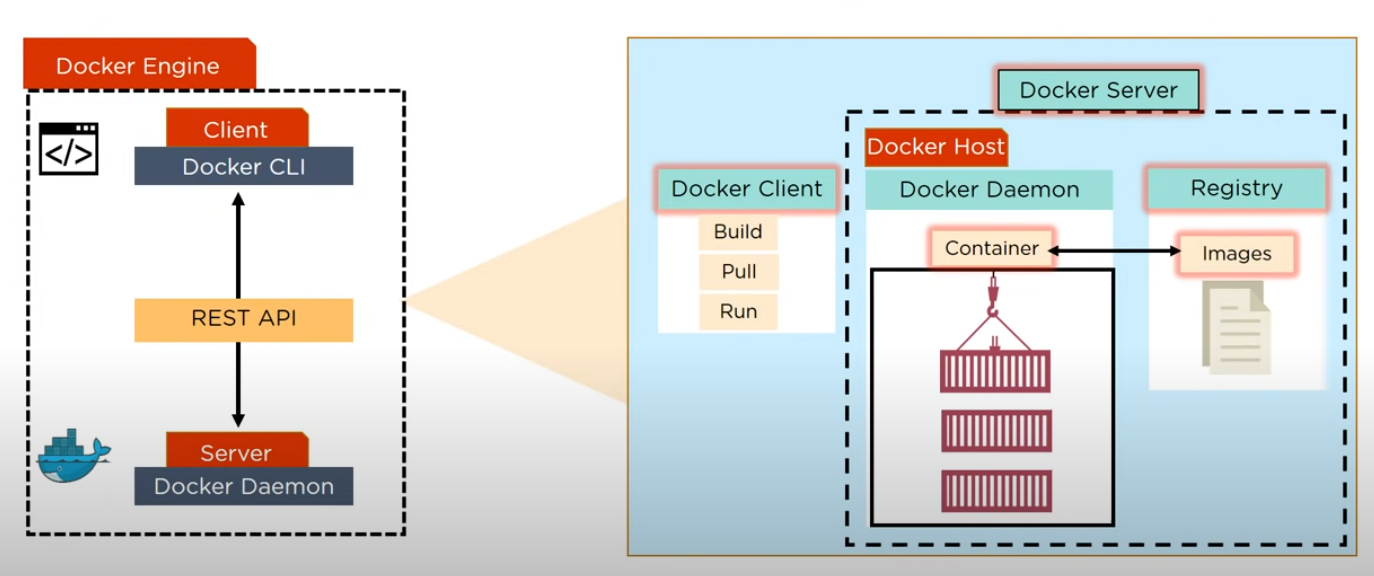 Docker Engine
Client
Docker CLI
REST API
Server
Docker Daemon
Docker Server
Docker Host
Docker Client
Docker Daemon
Registry
Build
Pull
Run
Container
Images